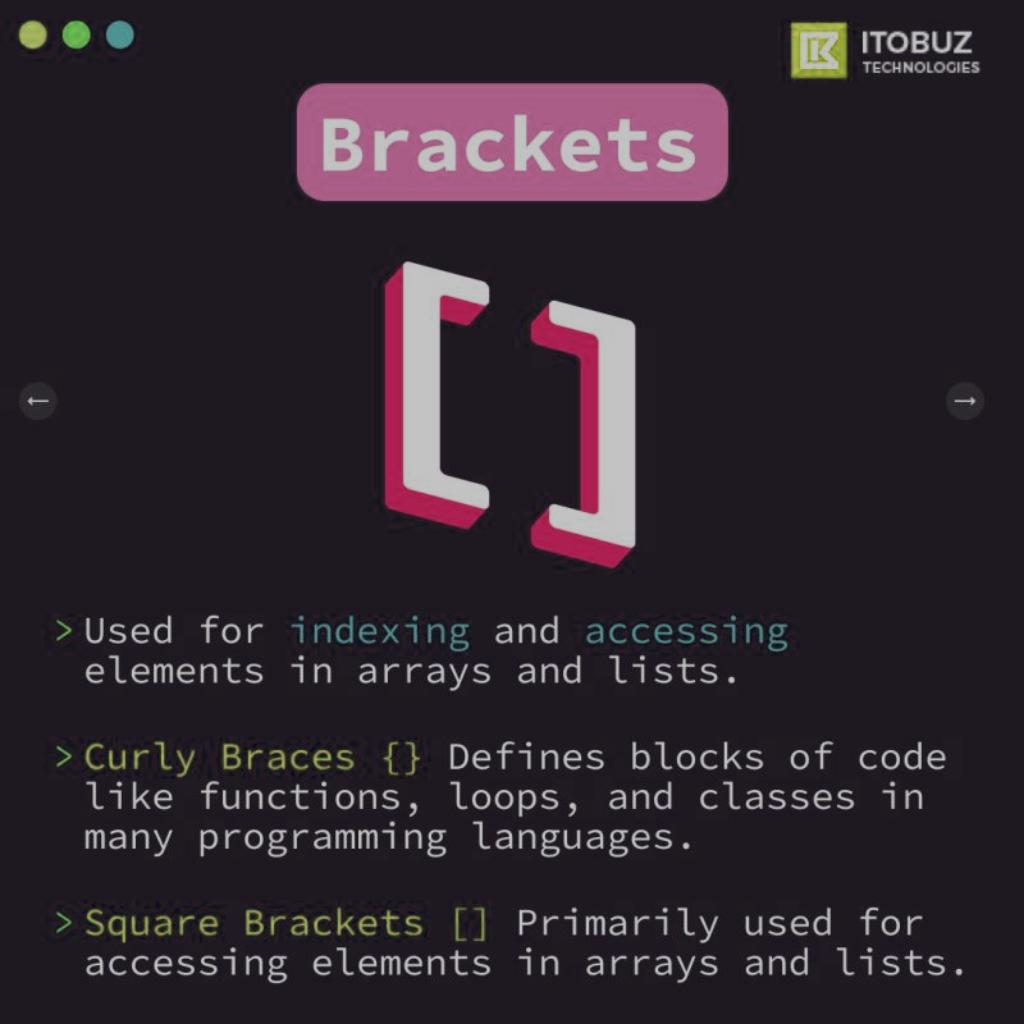 ITOBUZ
TECHNOLOGIES
Brackets
[ ]
←
→
> Used for indexing and accessing
elements in arrays and lists.
> Curly Braces {} Defines blocks of code
like functions, loops, and classes in
many programming languages.
> Square Brackets [] Primarily used for
accessing elements in arrays and lists.